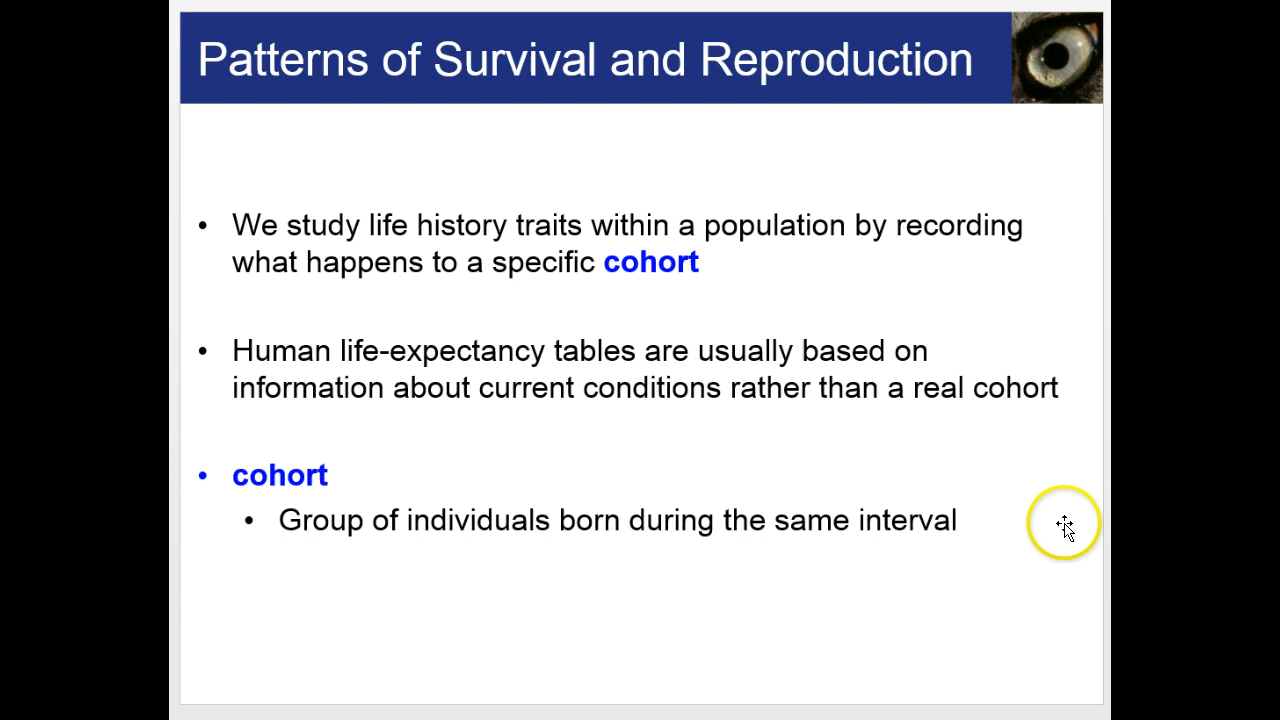 Patterns of Survival and Reproduction
• We study life history traits within a population by recording
what happens to a specific cohort
• Human life-expectancy tables are usually based on
information about current conditions rather than a real cohort
• cohort
• Group of individuals born during the same interval